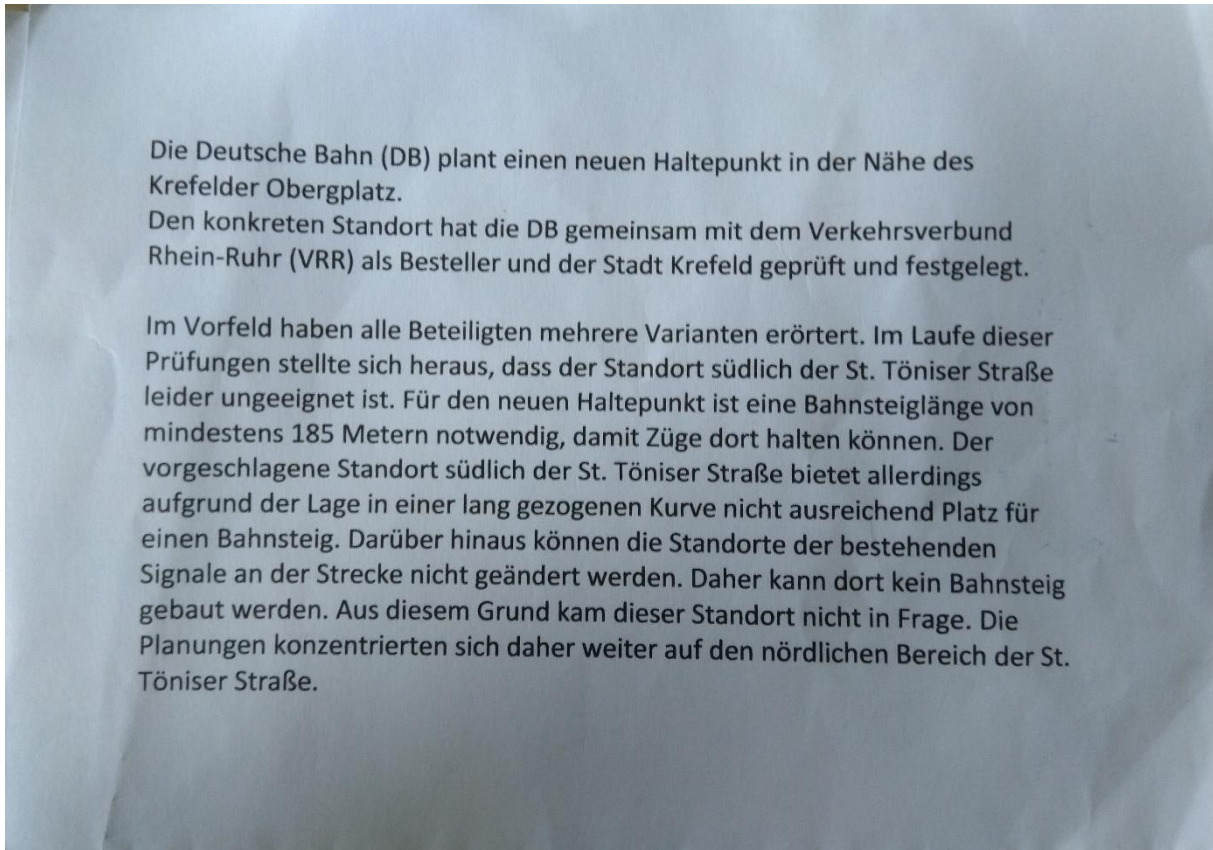 Die Deutsche Bahn (DB) plant einen neuen Haltepunkt in der Nähe des
Krefelder Obergplatz.
Den konkreten Standort hat die DB gemeinsam mit dem Verkehrsverbund
Rhein-Ruhr (VRR) als Besteller und der Stadt Krefeld geprüft und festgelegt.
Im Vorfeld haben alle Beteiligten mehrere Varianten erörtert. Im Laufe dieser
Prüfungen stellte sich heraus, dass der Standort südlich der St. Töniser Straße
leider ungeeignet ist. Für den neuen Haltepunkt ist eine Bahnsteiglänge von
mindestens 185 Metern notwendig, damit Züge dort halten können. Der
vorgeschlagene Standort südlich der St. Töniser Straße bietet allerdings
aufgrund der Lage in einer lang gezogenen Kurve nicht ausreichend Platz für
einen Bahnsteig. Darüber hinaus können die Standorte der bestehenden
Signale an der Strecke nicht geändert werden. Daher kann dort kein Bahnsteig
gebaut werden. Aus diesem Grund kam dieser Standort nicht in Frage. Die
Planungen konzentrierten sich daher weiter auf den nördlichen Bereich der St.
Töniser Straße.